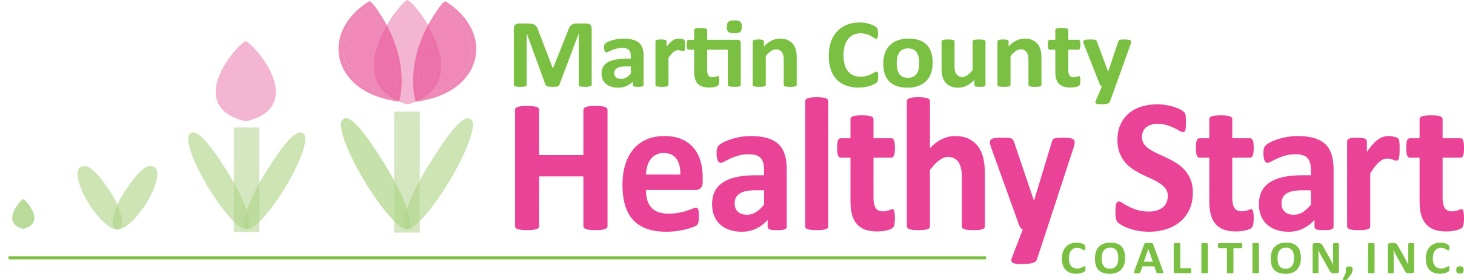 Martin County
Healthy Start
COALITION, INC.